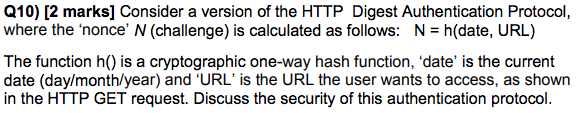 Q10) [2 marks] Consider a version of the HTTP Digest Authentication Protocol,
where the 'nonce' N (challenge) is calculated as follows: N = h(date, URL)
The function h() is a cryptographic one-way hash function, 'date' is the current
date (day/month/year) and 'URL' is the URL the user wants to access, as shown
in the HTTP GET request. Discuss the security of this authentication protocol.